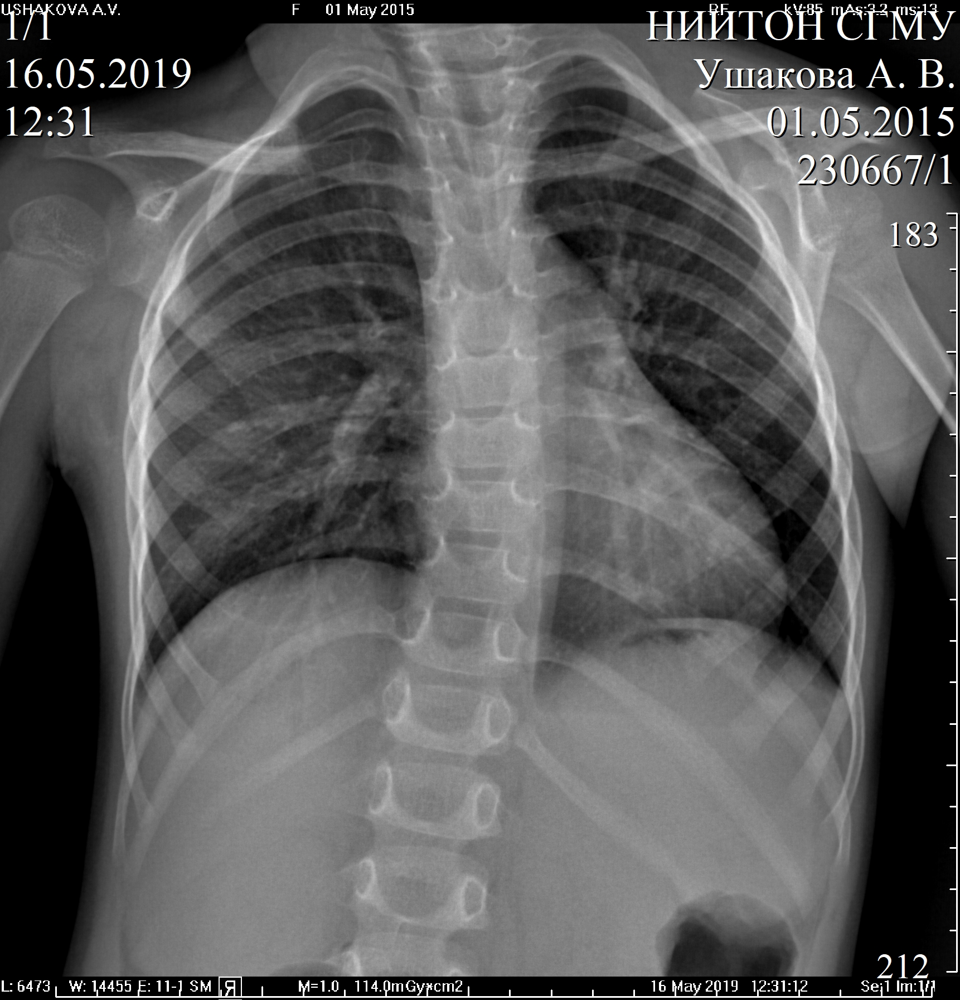 USHAKOVA A.V. F 01 May 2015 RF kV:85 mAs:3.2 ms:13
1/1
16.05.2019
12:31
НИИТОН СГМУ
Ушакова А. В.
01.05.2015
230667/1
183
212
L: 6473 W: 14455 E: 11-1 SM Я M=1.0 114.0mGy*cm2 16 May 2019 12:31:12 Se:1 Im:1/1